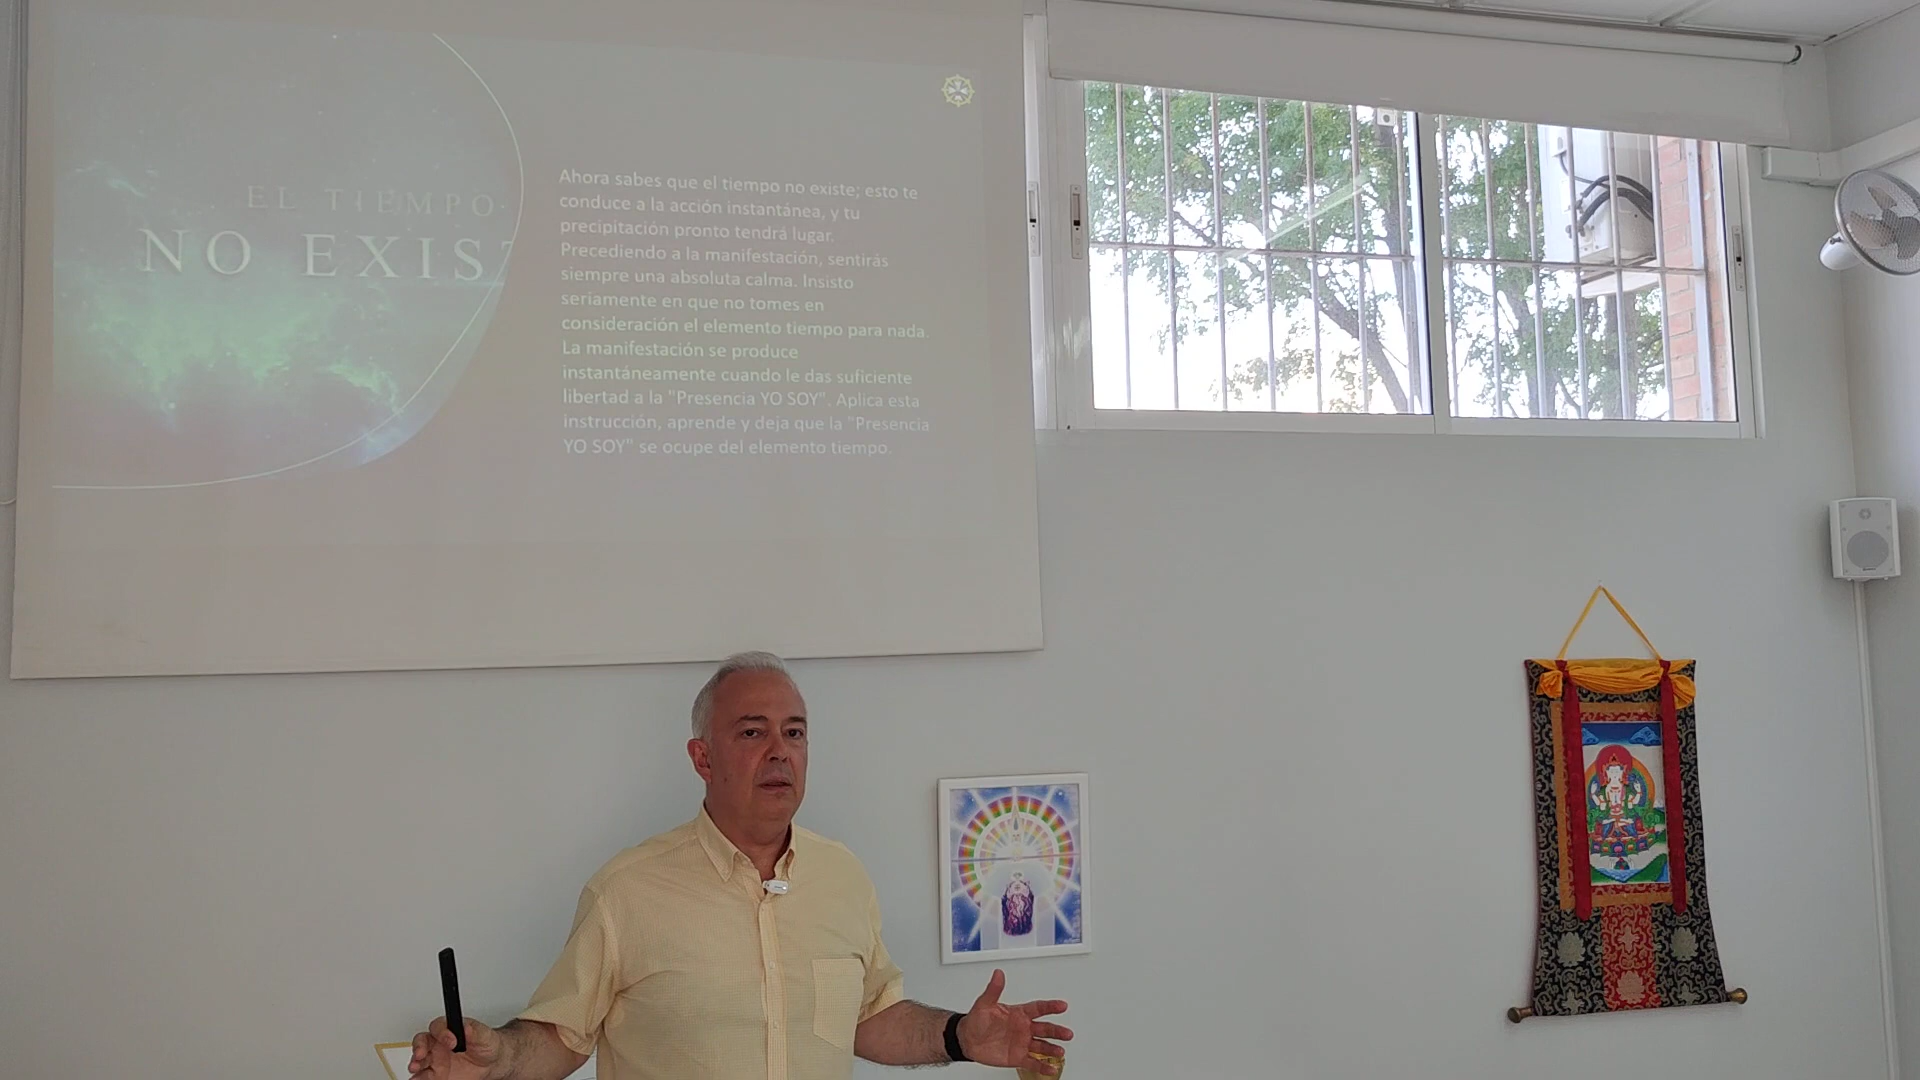 EL TIEMPO
NO EXIST
Ahora sabes que el tiempo no existe; esto te
conduce a la acción instantánea, y tu
precipitación pronto tendrá lugar.
Precediendo a la manifestación, sentirás
siempre una absoluta calma. Insisto
seriamente en que no tomes en
consideración el elemento tiempo para nada.
La manifestación se produce
instantáneamente cuando le das suficiente
libertad a la "Presencia YO SOY". Aplica esta
instrucción, aprende y deja que la "Presencia
YO SOY" se ocupe del elemento tiempo.